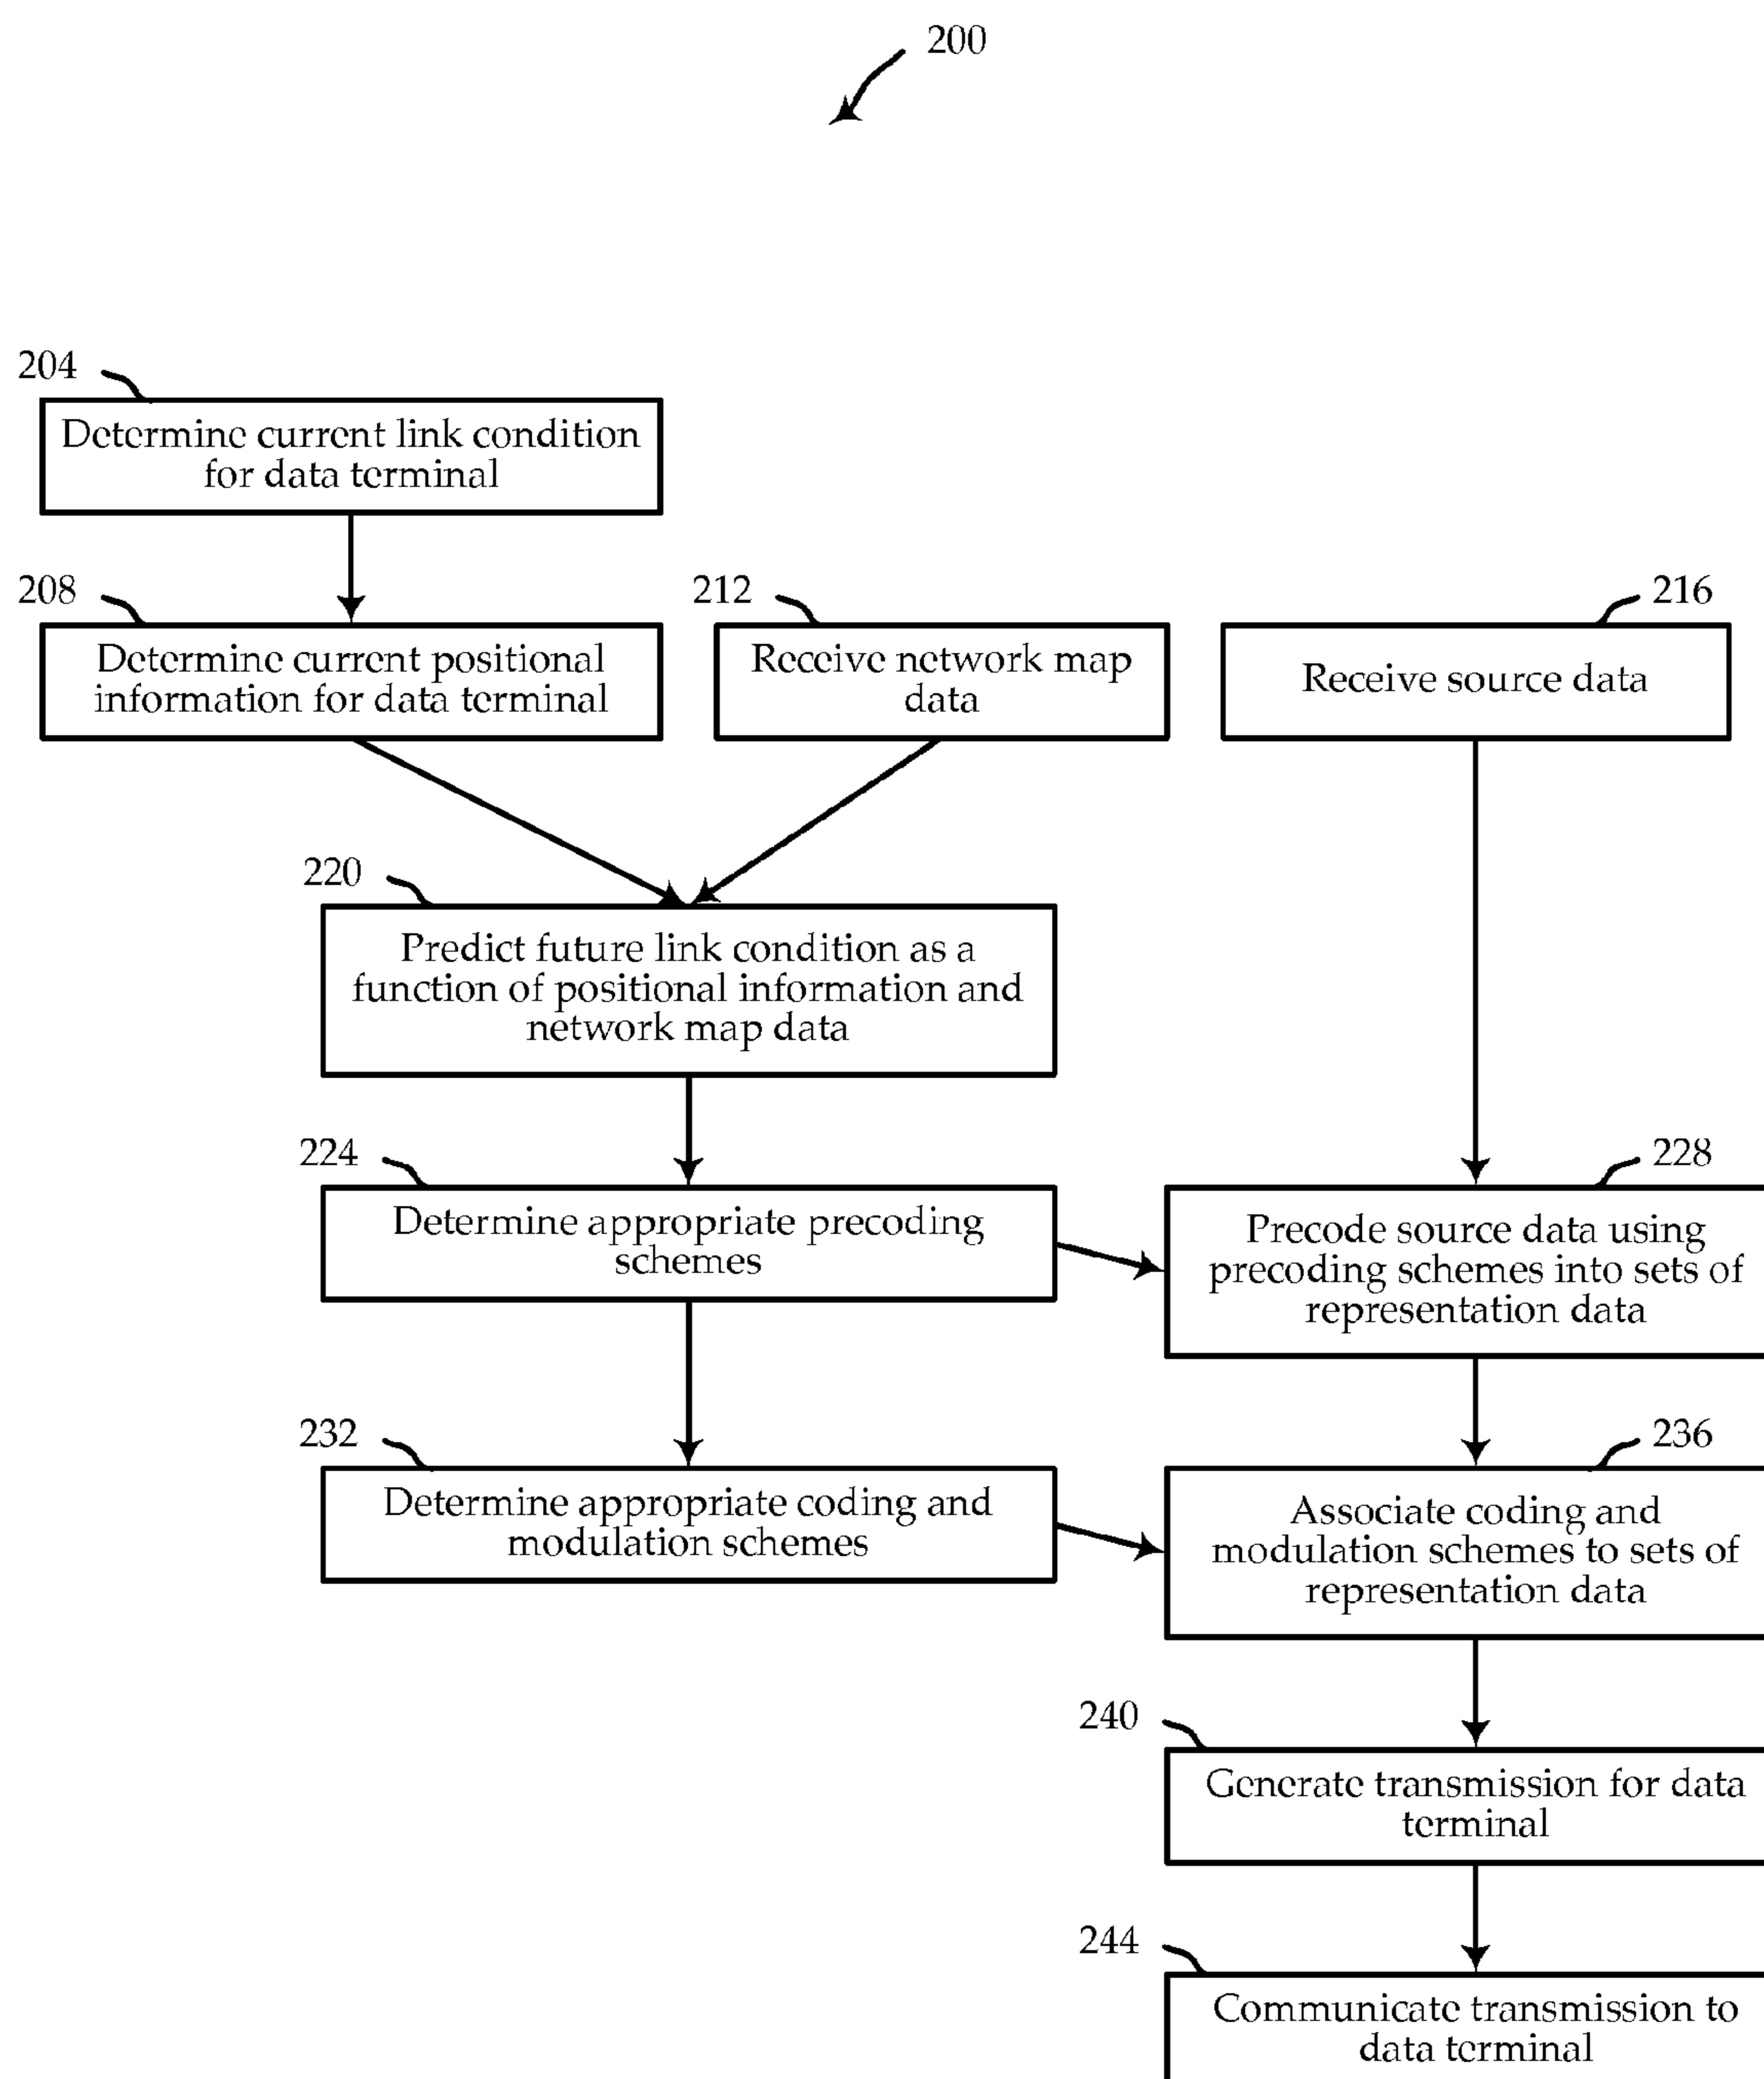 200
204
Determine current link condition
for data terminal
208
Determine current positional
information for data terminal
212
Receive network map
data
216
Receive source data
220
Predict future link condition as a
function of positional information and
network map data
224
Determine appropriate precoding
schemes
228
Precode source data using
precoding schemes into sets of
representation data
232
Determine appropriate coding and
modulation schemes
236
Associate coding and
modulation schemes to sets of
representation data
240
Generate transmission for data
terminal
244
Communicate transmission to
data terminal